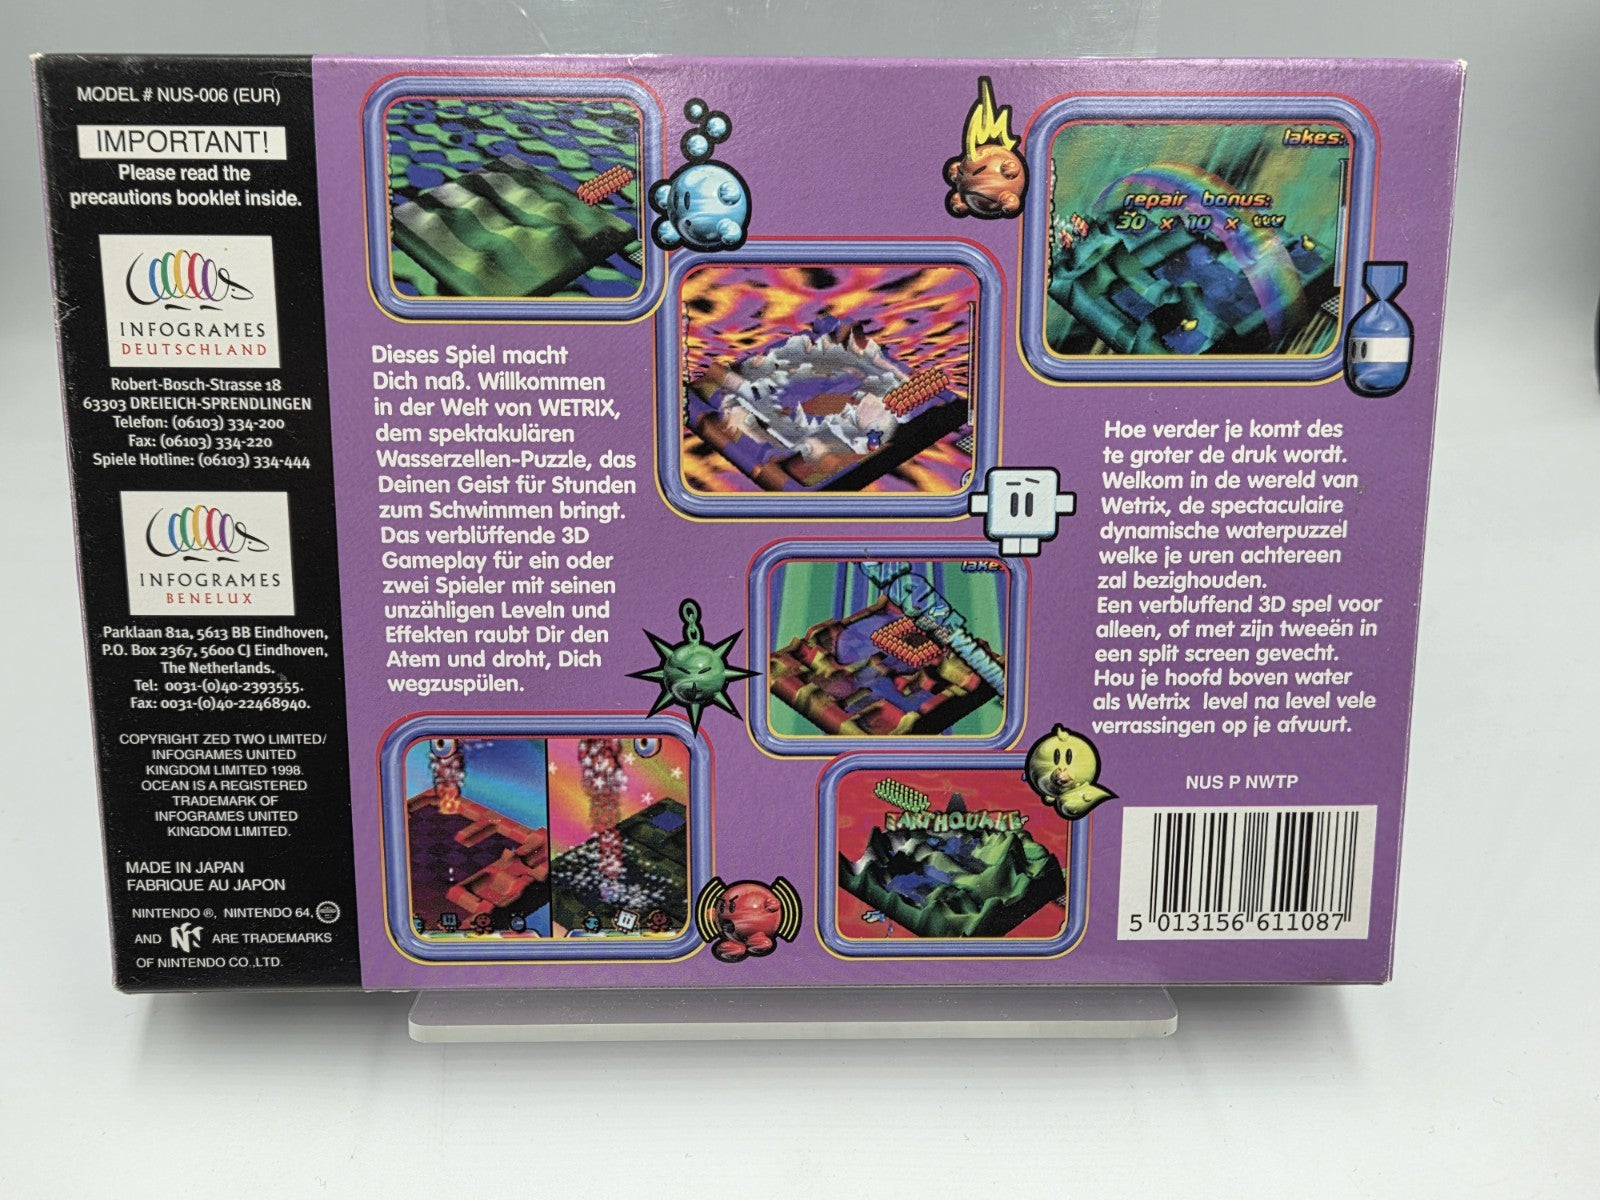 MODEL # NUS-006 (EUR)
IMPORTANT!
Please read the
precautions booklet inside.
INFOGRAMES
DEUTSCHLAND
Robert-Bosch-Strasse 18
63303 DREIEICH-SPRENDLINGEN
Telefon: (06103) 334-200
Fax: (06103) 334-220
Spiele Hotline: (06103) 334-444
INFOGRAMES
BENELUX
Parklaan 81a, 5613 BB Eindhoven,
P.O. Box 2367, 5600 CJ Eindhoven,
The Netherlands.
Tel: 0031-(0)40-2393555.
Fax: 0031-(0)40-22468940.
COPYRIGHT ZED TWO LIMITED/
INFOGRAMES UNITED
KINGDOM LIMITED 1998.
OCEAN IS A REGISTERED
TRADEMARK OF
INFOGRAMES UNITED
KINGDOM LIMITED.
MADE IN JAPAN
FABRIQUE AU JAPON
NINTENDO ®, NINTENDO 64,
AND ARE TRADEMARKS
OF NINTENDO CO.,LTD.
Dieses Spiel macht
Dich naß. Willkommen
in der Welt von WETRIX,
dem spektakulären
Wasserzellen-Puzzle, das
Deinen Geist für Stunden
zum Schwimmen bringt.
Das verblüffende 3D
Gameplay für ein oder
zwei Spieler mit seinen
unzähligen Leveln und
Effekten raubt Dir den
Atem und droht, Dich
wegzuspülen.
lakes:
repair bonus:
30 x 10 x
lakes
EARTHQUAKE
Hoe verder je komt des
te groter de druk wordt.
Welkom in de wereld van
Wetrix, de spectaculaire
dynamische waterpuzzel
welke je uren achtereen
zal bezighouden.
Een verbluffend 3D spel voor
alleen, of met zijn tweeën in
een split screen gevecht.
Hou je hoofd boven water
als Wetrix level na level vele
verrassingen op je afvuurt.
NUS P NWTP
5 013156 611087